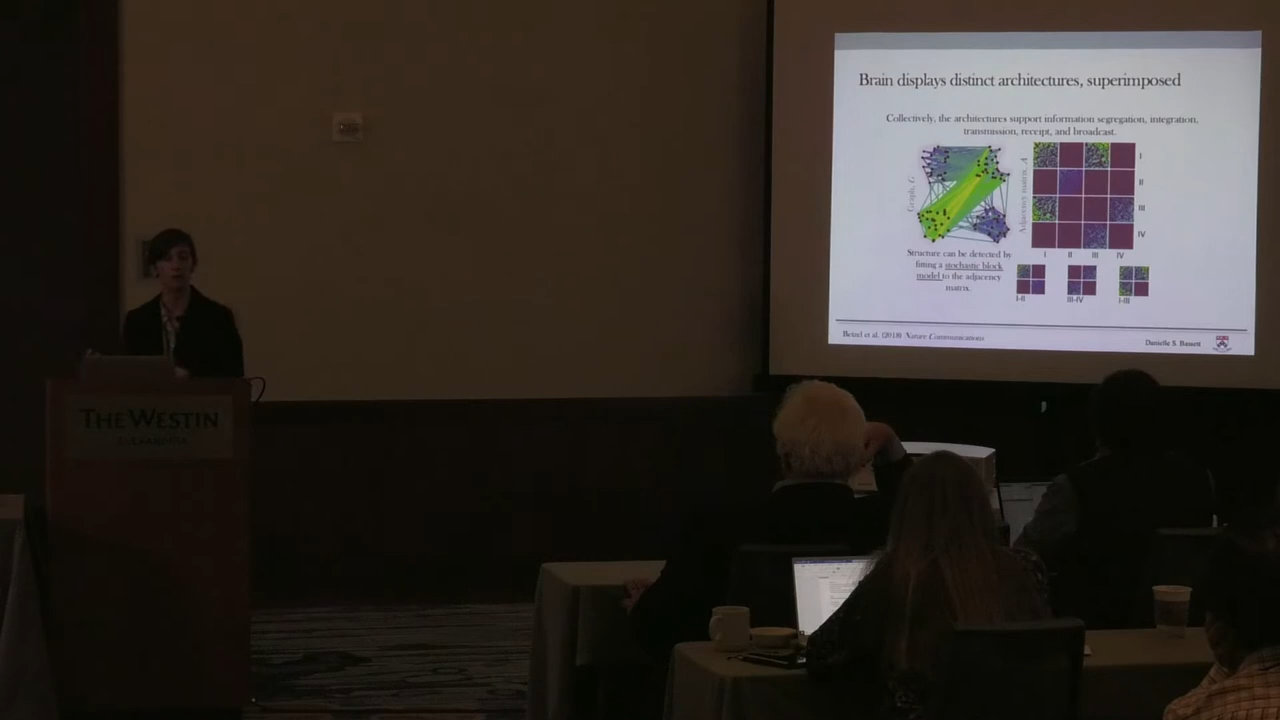 Brain displays distinct architectures, superimposed
Collectively, the architectures support information segregation, integration,
transmission, receipt, and broadcast.
Graph, G
Adjacency matrix, A
I
II
III
IV
I II III IV
Structure can be detected by
fitting a stochastic block
model to the adjacency
matrix.
I-II III-IV I-III
Betzel et al. (2018) Nature Communications
Danielle S. Bassett
THE WESTIN